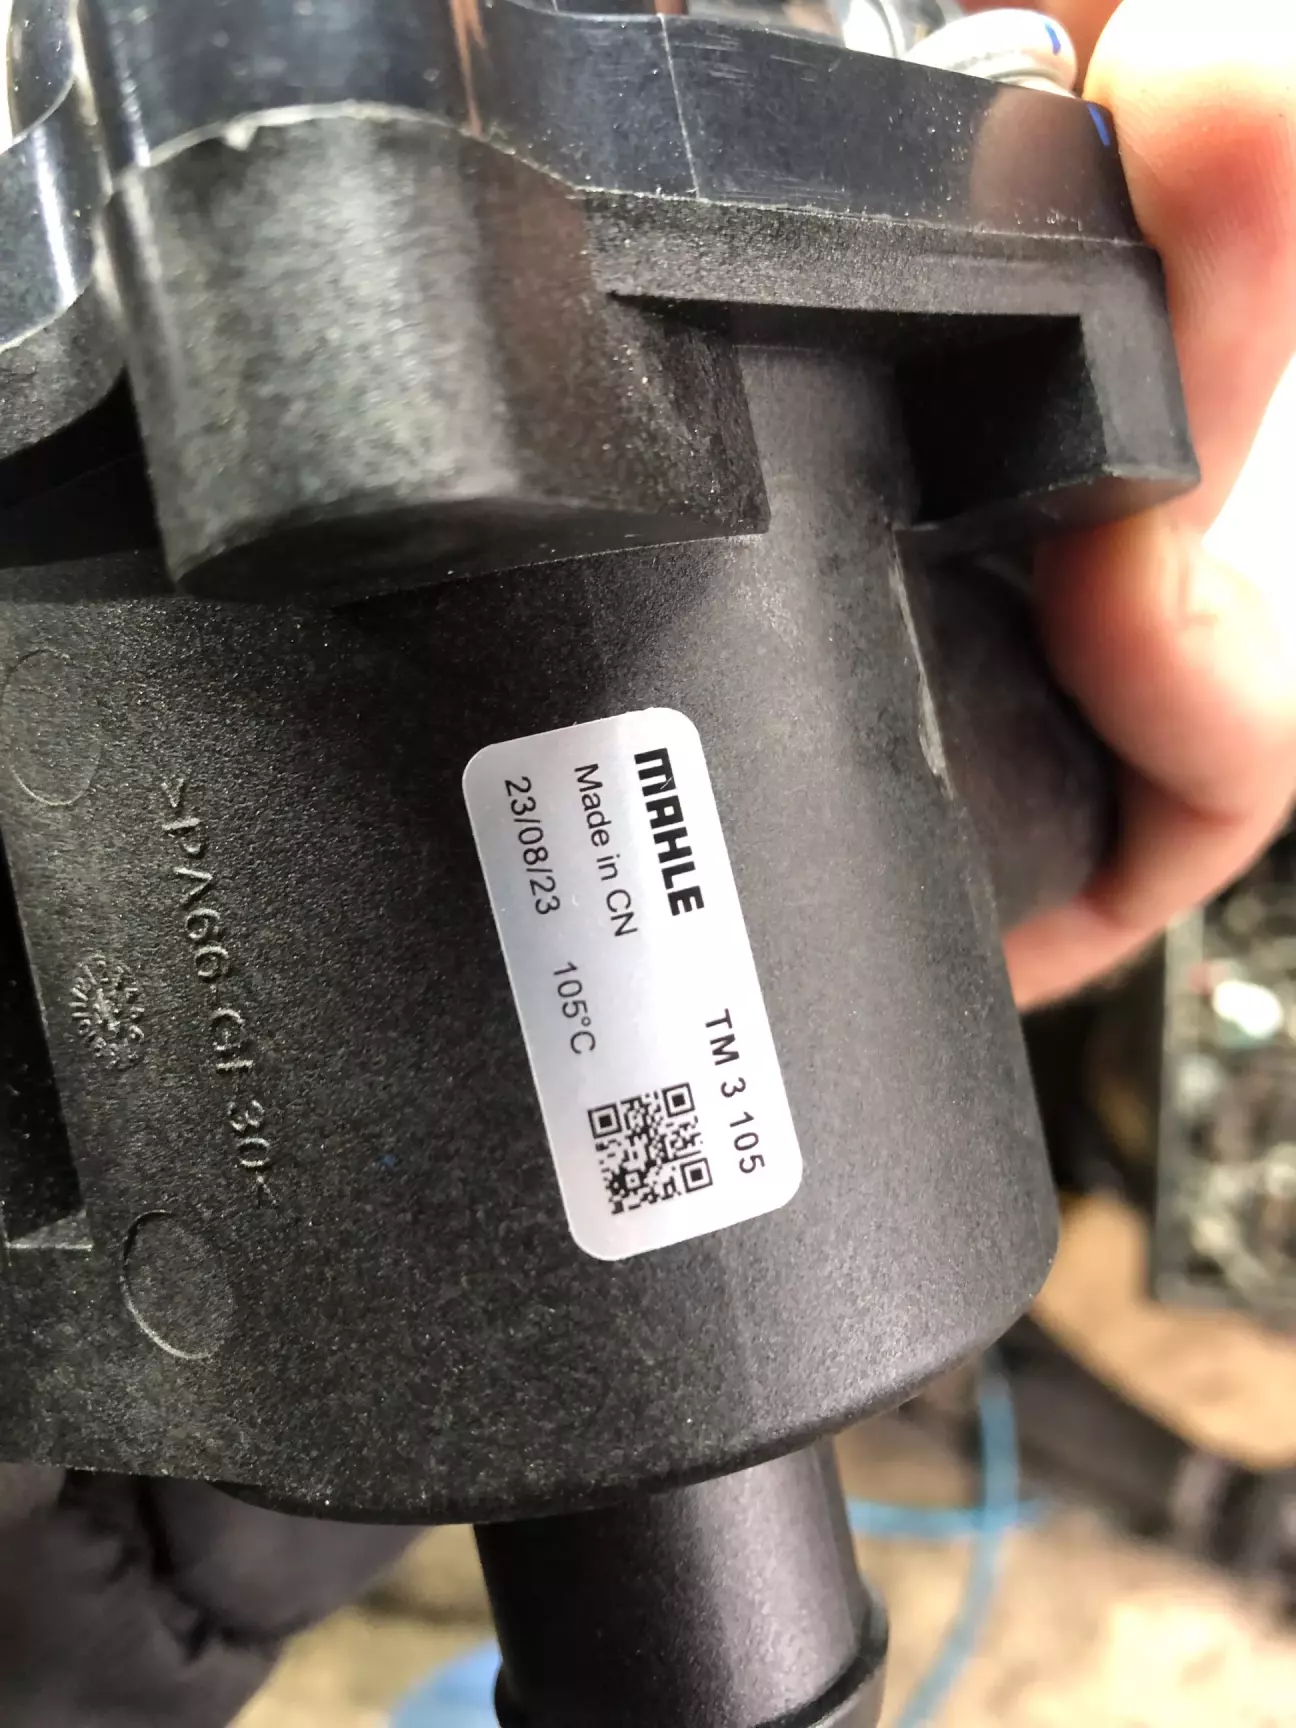 MAHLE TM 3 105
Made in CN
23/08/23 105°C
>PA66-GF30<